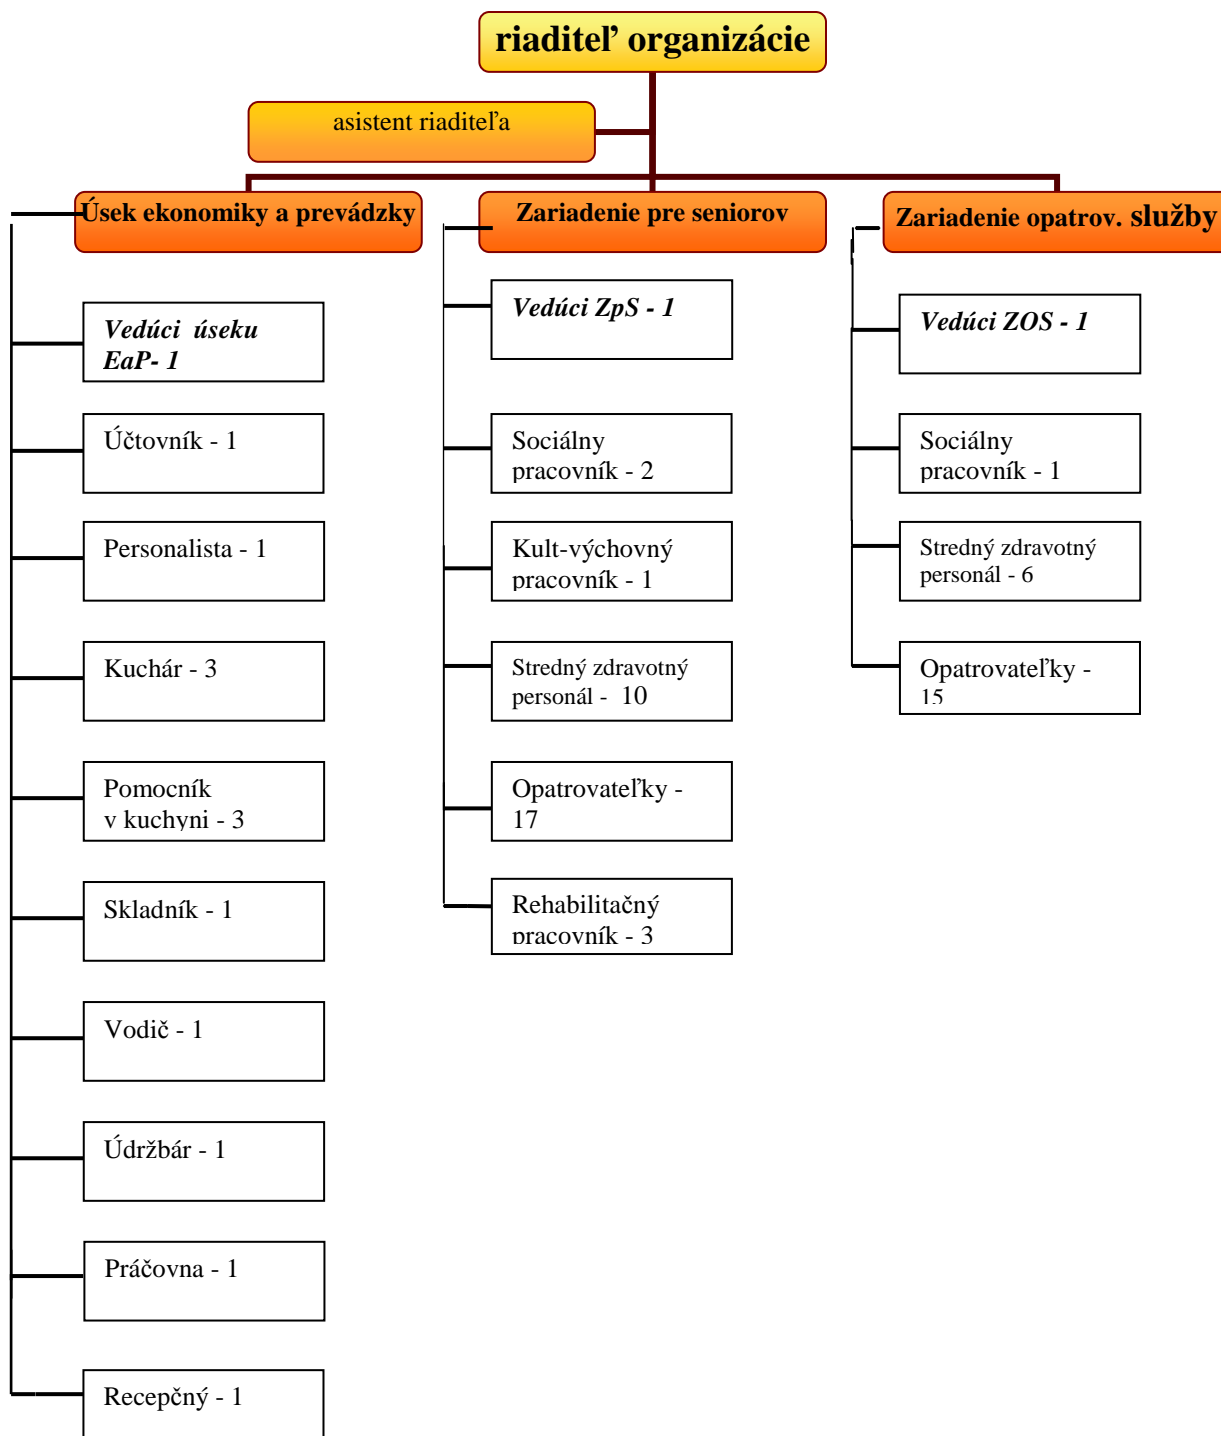 riaditeľ organizácie
asistent riaditeľa
Úsek ekonomiky a prevádzky
Vedúci úseku
EaP- 1
Účtovník - 1
Personalista - 1
Kuchár - 3
Pomocník
v kuchyni - 3
Skladník - 1
Vodič - 1
Údržbár - 1
Práčovna - 1
Recepčný - 1
Zariadenie pre seniorov
Vedúci ZpS - 1
Sociálny
pracovník - 2
Kult-výchovný
pracovník - 1
Stredný zdravotný
personál - 10
Opatrovateľky -
17
Rehabilitačný
pracovník - 3
Zariadenie opatrov. služby
Vedúci ZOS - 1
Sociálny
pracovník - 1
Stredný zdravotný
personál - 6
Opatrovateľky -
15